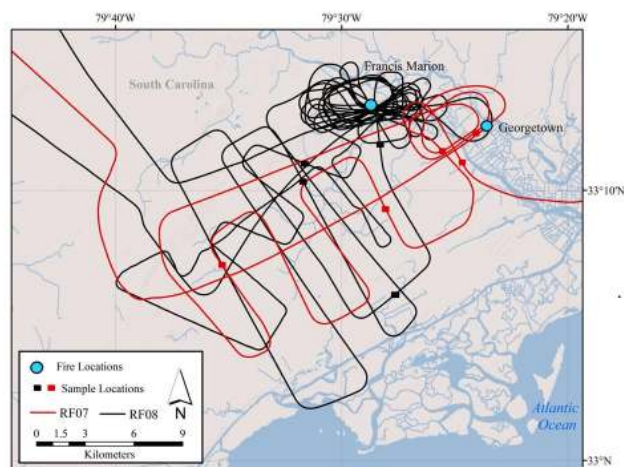 79°40'W 79°30'W 79°20'W
Francis Marion
South Carolina
Georgetown
33°10'N
Fire Locations
Sample Locations
RF07 RF08
N
0 1.5 3 6 9
Kilometers
Atlantic
Ocean
33°N